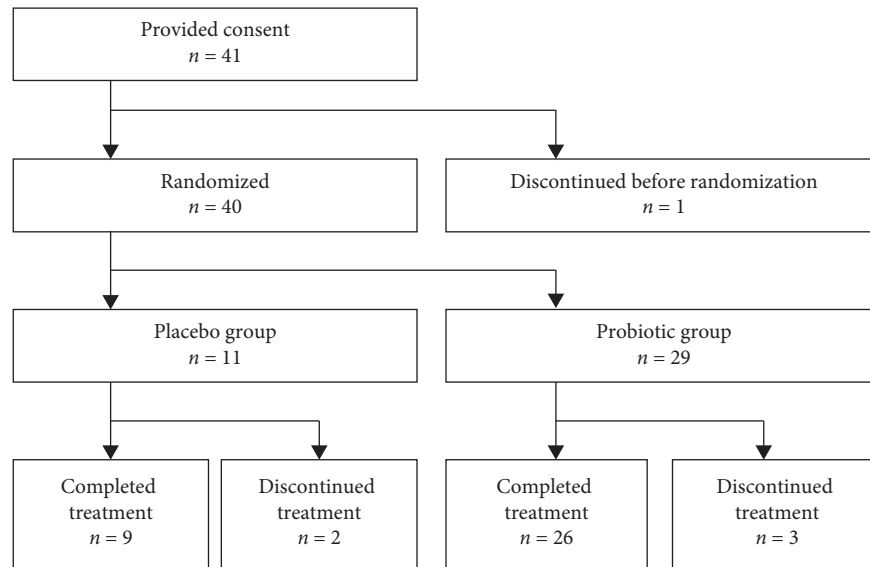 Provided consent
n = 41
Randomized
n = 40
Discontinued before randomization
n = 1
Placebo group
n = 11
Probiotic group
n = 29
Completed
treatment
n = 9
Discontinued
treatment
n = 2
Completed
treatment
n = 26
Discontinued
treatment
n = 3